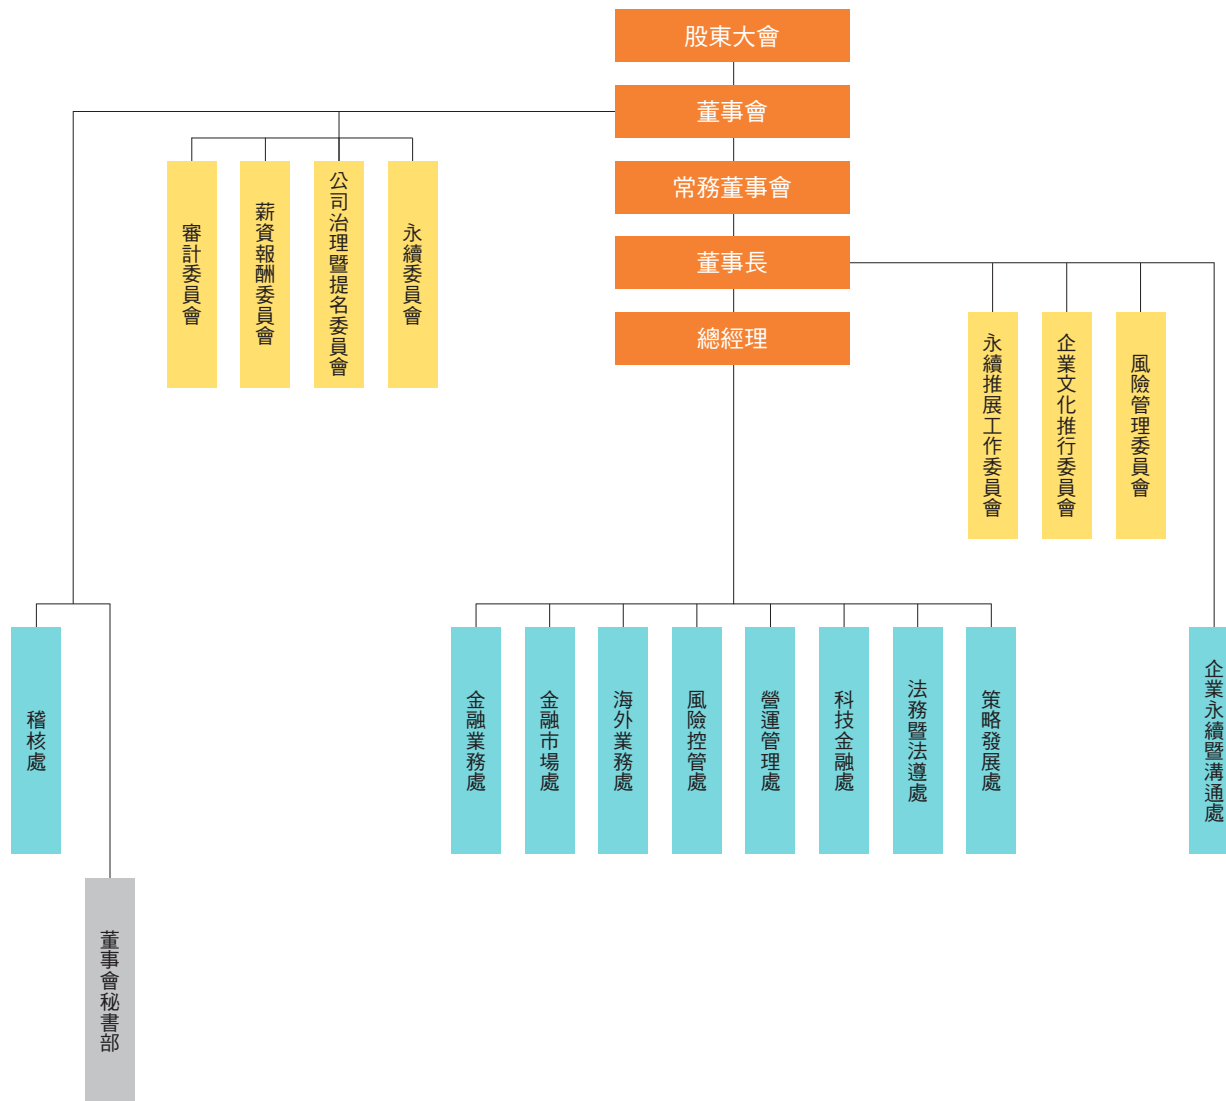 股東大會
董事會
常務董事會
董事長
總經理
審計委員會
薪資報酬委員會
公司治理暨提名委員會
永續委員會
永續推展工作委員會
企業文化推行委員會
風險管理委員會
稽核處
金融業務處
金融市場處
海外業務處
風險控管處
營運管理處
科技金融處
法務暨法遵處
策略發展處
企業永續暨溝通處
董事會秘書部